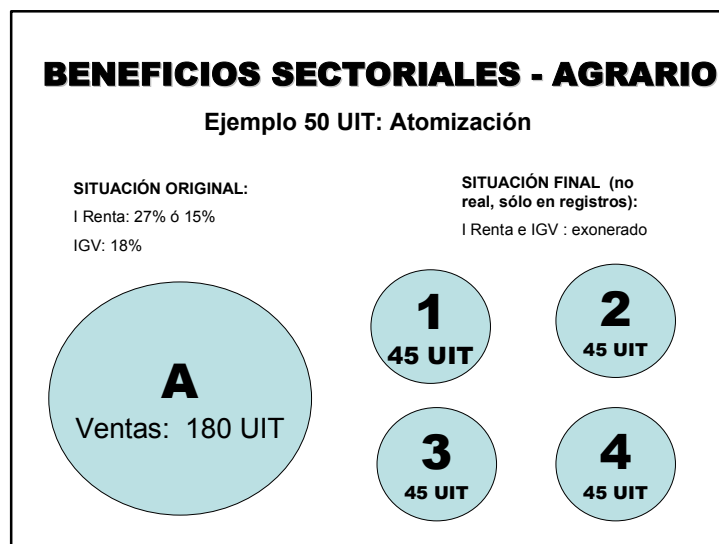 BENEFICIOS SECTORIALES - AGRARIO
Ejemplo 50 UIT: Atomización
SITUACIÓN ORIGINAL:
I Renta: 27% ó 15%
IGV: 18%
SITUACIÓN FINAL (no
real, sólo en registros):
I Renta e IGV : exonerado
A
Ventas: 180 UIT
1
45 UIT
2
45 UIT
3
45 UIT
4
45 UIT